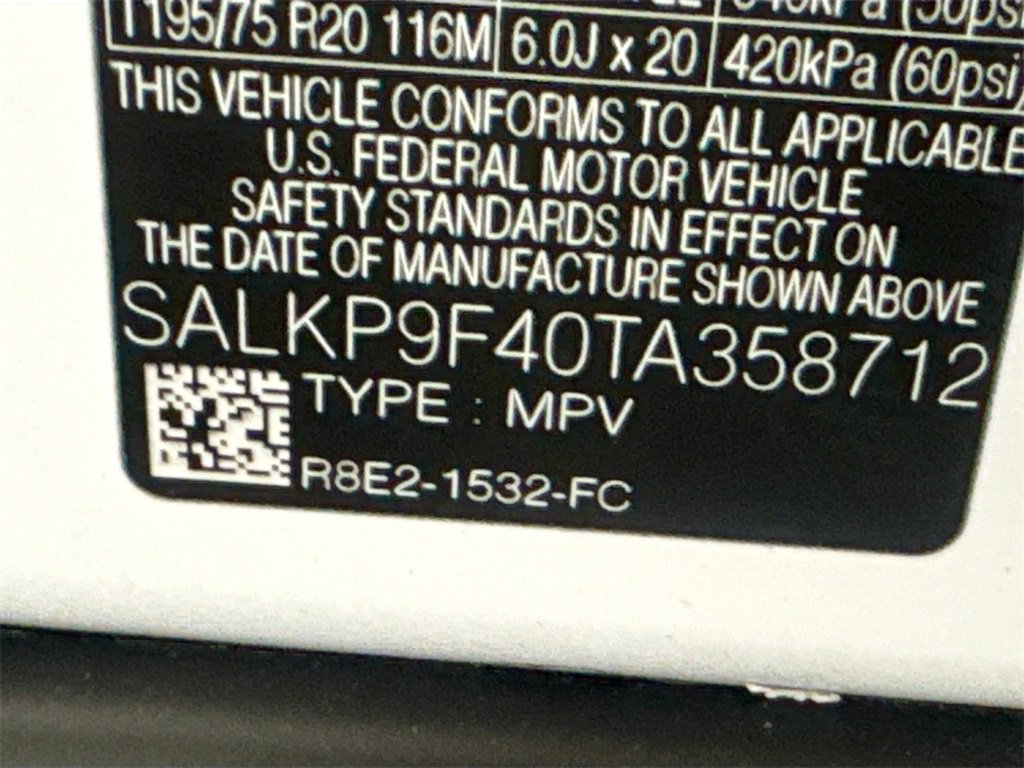 (50psi
T195/75 R20 116M 6.0J x 20 420kPa (60psi)
THIS VEHICLE CONFORMS TO ALL APPLICABLE
U.S. FEDERAL MOTOR VEHICLE
SAFETY STANDARDS IN EFFECT ON
THE DATE OF MANUFACTURE SHOWN ABOVE
SALKP9F40TA358712
TYPE : MPV
R8E2-1532-FC